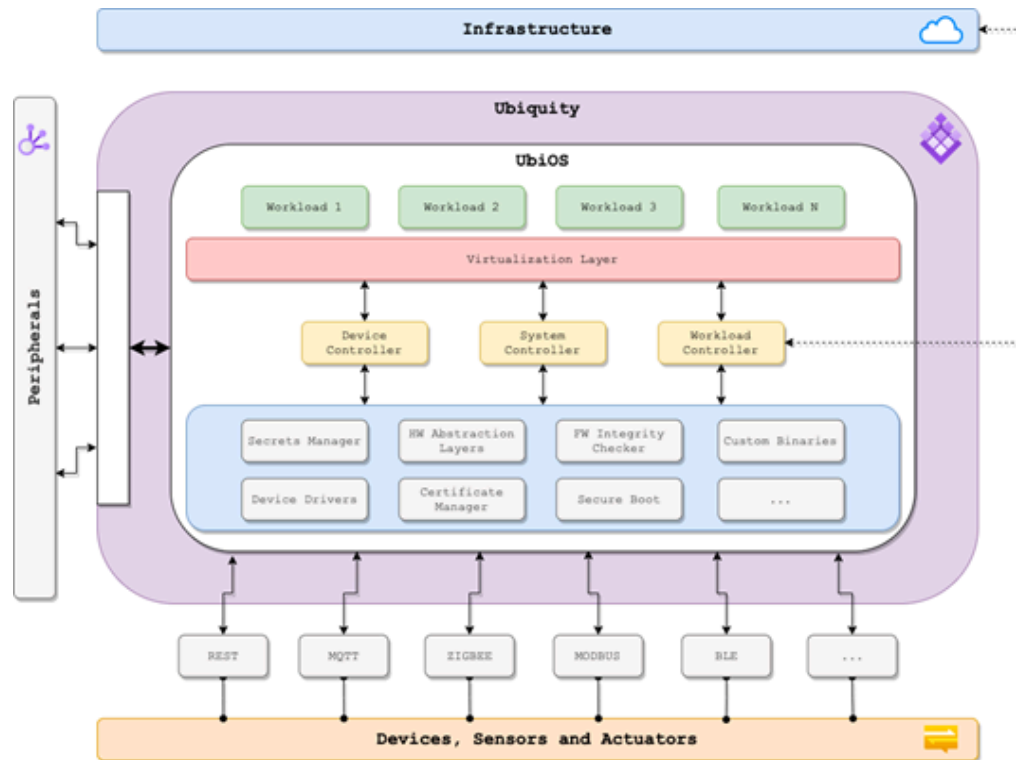 Infrastructure
Ubiquity
UbiOS
Workload 1
Workload 2
Workload 3
Workload N
Virtualization Layer
Device
Controller
System
Controller
Workload
Controller
Peripherals
Secrets Manager
HW Abstraction
Layers
FW Integrity
Checker
Custom Binaries
Device Drivers
Certificate
Manager
Secure Boot
...
REST
MQTT
ZIGBEE
MODBUS
BLE
...
Devices, Sensors and Actuators